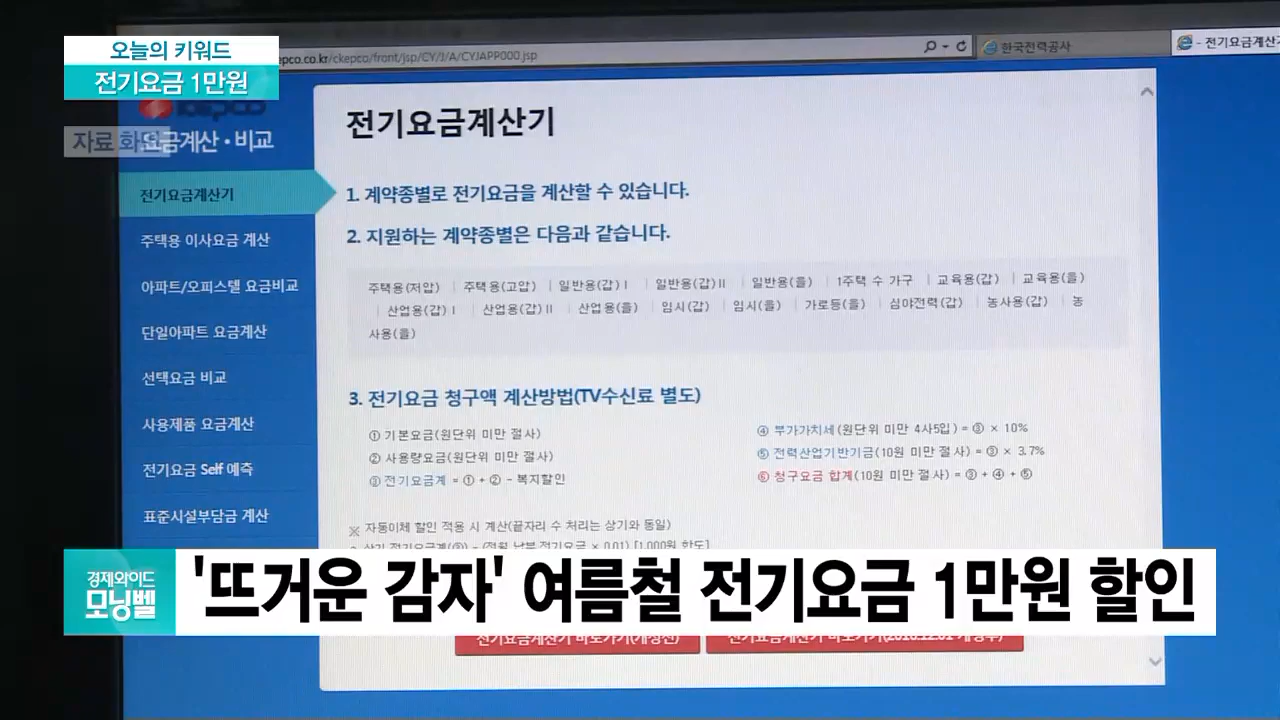 오늘의 키워드
전기요금 1만원
epco.co.kr/ckepco/front/jsp/CY/J/A/CYJAPP000.jsp
한국전력공사
- 전기요금계산기
kepco
자료 화면
요금계산 • 비교
전기요금계산기
주택용 이사요금 계산
아파트/오피스텔 요금비교
단일아파트 요금계산
선택요금 비교
사용제품 요금계산
전기요금 Self 예측
표준시설부담금 계산
전기요금계산기
1. 계약종별로 전기요금을 계산할 수 있습니다.
2. 지원하는 계약종별은 다음과 같습니다.
주택용(저압) | 주택용(고압) | 일반용(갑)Ⅰ | 일반용(갑)Ⅱ | 일반용(을) | 1주택 수 가구 | 교육용(갑) | 교육용(을)
| 산업용(갑)Ⅰ | 산업용(갑)Ⅱ | 산업용(을) | 임시(갑) | 임시(을) | 가로등(을) | 심야전력(갑) | 농사용(갑) | 농
사용(을)
3. 전기요금 청구액 계산방법(TV수신료 별도)
① 기본요금(원단위 미만 절사)
② 사용량요금(원단위 미만 절사)
③ 전기요금계 = ① + ② - 복지할인
④ 부가가치세(원단위 미만 4사5입) = ③ × 10%
⑤ 전력산업기반기금(10원 미만 절사) = ③ × 3.7%
⑥ 청구요금 합계(10원 미만 절사) = ③ + ④ + ⑤
※ 자동이체 할인 적용 시 계산(끝자리 수 처리는 상기와 동일)
경제와이드
모닝벨
'뜨거운 감자' 여름철 전기요금 1만원 할인